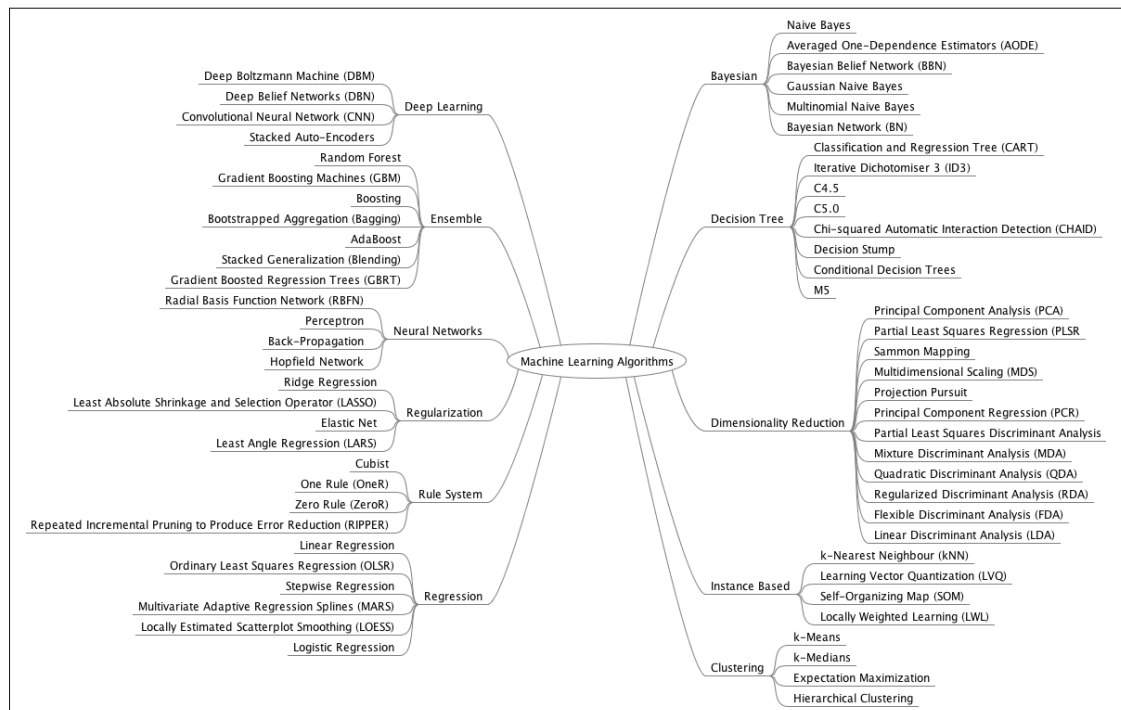 Machine Learning Algorithms
Deep Learning
Deep Boltzmann Machine (DBM)
Deep Belief Networks (DBN)
Convolutional Neural Network (CNN)
Stacked Auto-Encoders
Ensemble
Random Forest
Gradient Boosting Machines (GBM)
Boosting
Bootstrapped Aggregation (Bagging)
AdaBoost
Stacked Generalization (Blending)
Gradient Boosted Regression Trees (GBRT)
Neural Networks
Radial Basis Function Network (RBFN)
Perceptron
Back-Propagation
Hopfield Network
Regularization
Ridge Regression
Least Absolute Shrinkage and Selection Operator (LASSO)
Elastic Net
Least Angle Regression (LARS)
Rule System
Cubist
One Rule (OneR)
Zero Rule (ZeroR)
Repeated Incremental Pruning to Produce Error Reduction (RIPPER)
Regression
Linear Regression
Ordinary Least Squares Regression (OLSR)
Stepwise Regression
Multivariate Adaptive Regression Splines (MARS)
Locally Estimated Scatterplot Smoothing (LOESS)
Logistic Regression
Bayesian
Naive Bayes
Averaged One-Dependence Estimators (AODE)
Bayesian Belief Network (BBN)
Gaussian Naive Bayes
Multinomial Naive Bayes
Bayesian Network (BN)
Decision Tree
Classification and Regression Tree (CART)
Iterative Dichotomiser 3 (ID3)
C4.5
C5.0
Chi-squared Automatic Interaction Detection (CHAID)
Decision Stump
Conditional Decision Trees
M5
Dimensionality Reduction
Principal Component Analysis (PCA)
Partial Least Squares Regression (PLSR
Sammon Mapping
Multidimensional Scaling (MDS)
Projection Pursuit
Principal Component Regression (PCR)
Partial Least Squares Discriminant Analysis
Mixture Discriminant Analysis (MDA)
Quadratic Discriminant Analysis (QDA)
Regularized Discriminant Analysis (RDA)
Flexible Discriminant Analysis (FDA)
Linear Discriminant Analysis (LDA)
Instance Based
k-Nearest Neighbour (kNN)
Learning Vector Quantization (LVQ)
Self-Organizing Map (SOM)
Locally Weighted Learning (LWL)
Clustering
k-Means
k-Medians
Expectation Maximization
Hierarchical Clustering